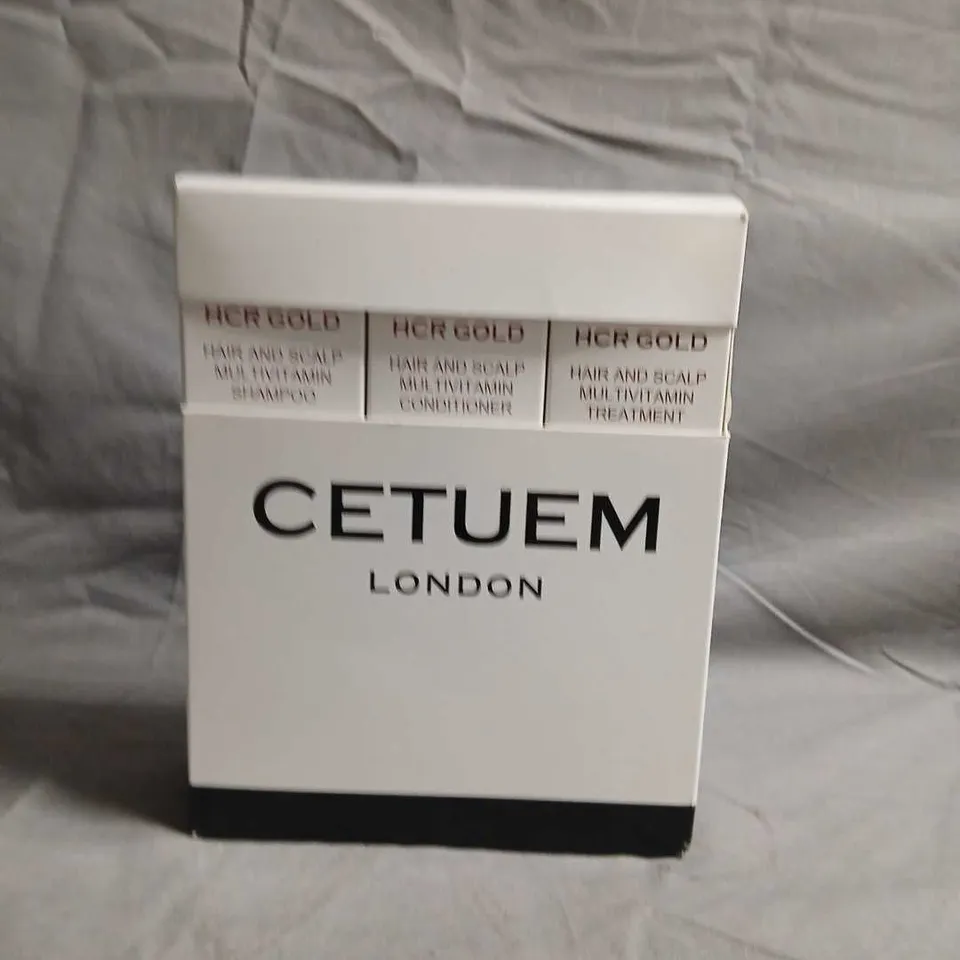 HCR GOLD
HAIR AND SCALP
MULTIVITAMIN
SHAMPOO
HCR GOLD
HAIR AND SCALP
MULTIVITAMIN
CONDITIONER
HCR GOLD
HAIR AND SCALP
MULTIVITAMIN
TREATMENT
CETUEM
LONDON